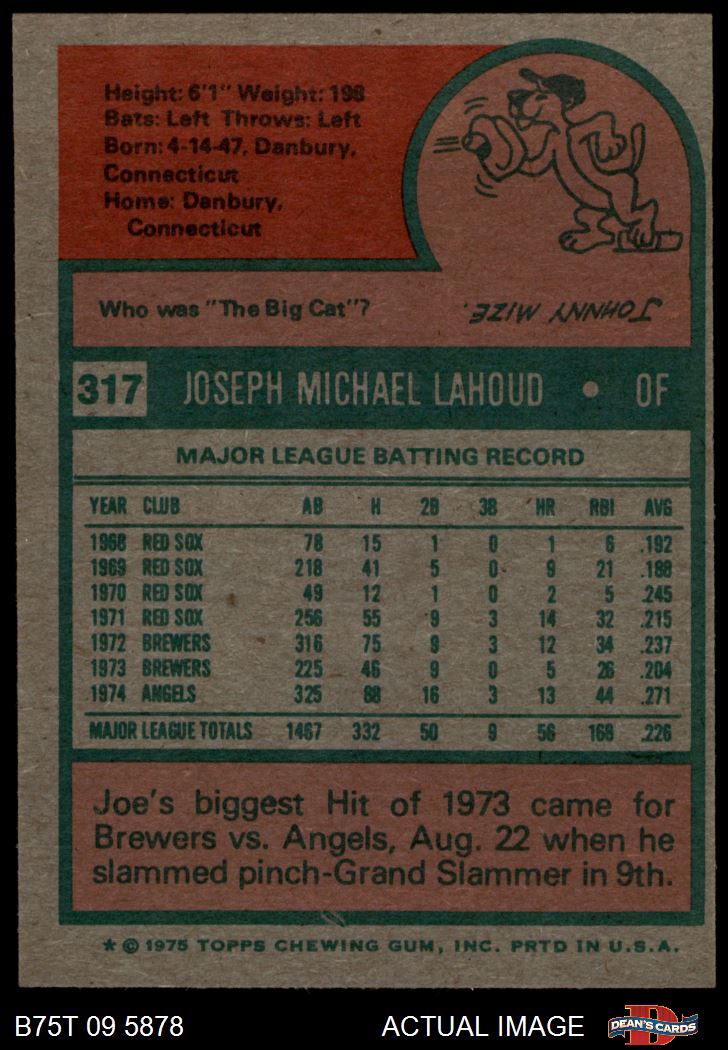 Height: 6'1" Weight: 198
Bats: Left Throws: Left
Born: 4-14-47, Danbury,
Connecticut
Home: Danbury,
Connecticut
Who was "The Big Cat"?
JOHNNY MIZE.
317 JOSEPH MICHAEL LAHOUD • OF
MAJOR LEAGUE BATTING RECORD
YEAR CLUB AB H 2B 3B HR RBI AVG
1968 RED SOX 78 15 1 0 1 6 .192
1969 RED SOX 218 41 5 0 9 21 .188
1970 RED SOX 49 12 1 0 2 5 .245
1971 RED SOX 256 55 9 3 14 32 .215
1972 BREWERS 316 75 9 3 12 34 .237
1973 BREWERS 225 46 9 0 5 26 .204
1974 ANGELS 325 88 16 3 13 44 .271
MAJOR LEAGUE TOTALS 1467 332 50 9 56 168 .226
Joe's biggest Hit of 1973 came for
Brewers vs. Angels, Aug. 22 when he
slammed pinch-Grand Slammer in 9th.
* © 1975 TOPPS CHEWING GUM, INC. PRTD IN U.S.A.
B75T 09 5878 ACTUAL IMAGE DEAN'S CARDS